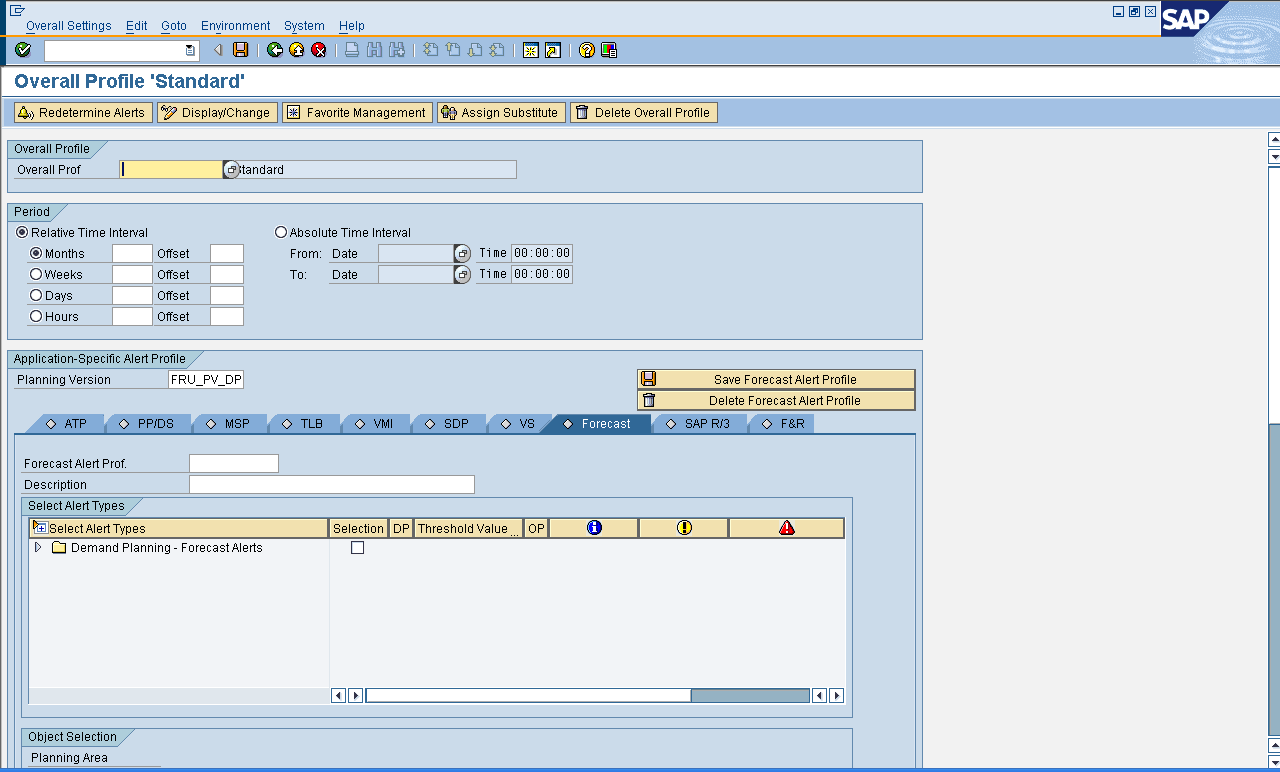 Overall Settings Edit Goto Environment System Help
SAP
Overall Profile 'Standard'
Redetermine Alerts Display/Change Favorite Management Assign Substitute Delete Overall Profile
Overall Profile
Overall Prof Standard
Period
Relative Time Interval Absolute Time Interval
Months Offset From: Date Time 00:00:00
Weeks Offset To: Date Time 00:00:00
Days Offset
Hours Offset
Application-Specific Alert Profile
Planning Version FRU_PV_DP Save Forecast Alert Profile
Delete Forecast Alert Profile
ATP PP/DS MSP TLB VMI SDP VS Forecast SAP R/3 F&R
Forecast Alert Prof.
Description
Select Alert Types
Select Alert Types Selection DP Threshold Value ... OP
Demand Planning - Forecast Alerts
Object Selection
Planning Area